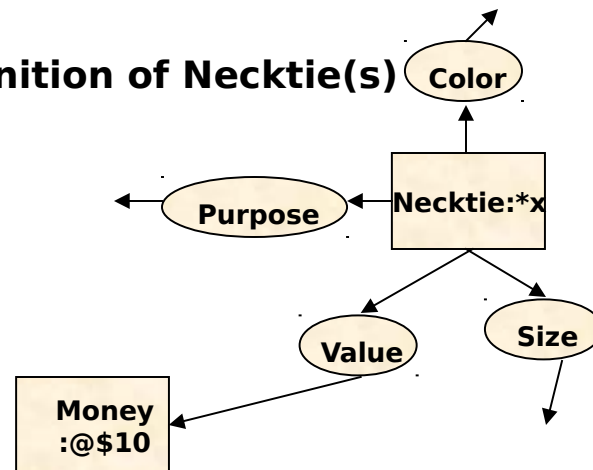 nition of Necktie(s)
Color
Necktie:*x
Purpose
Value
Size
Money
:@$10